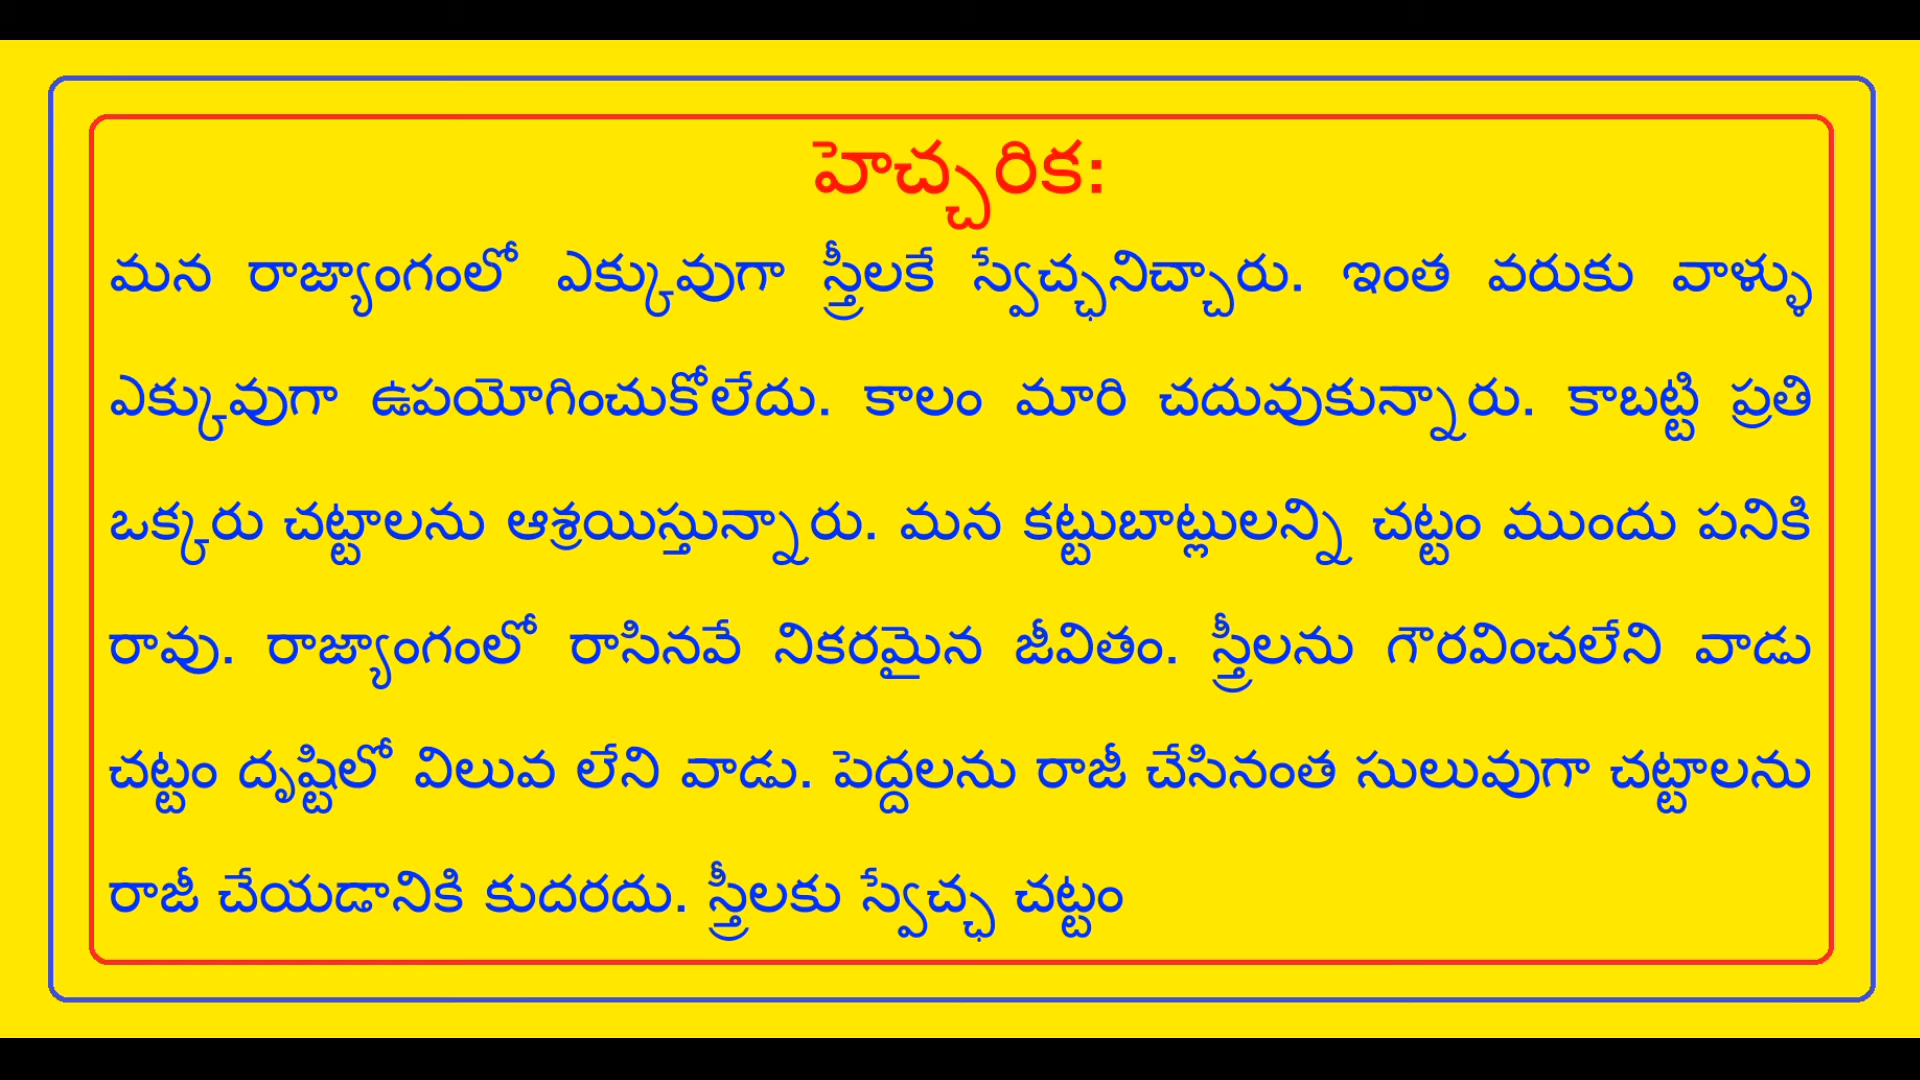 హెచ్చరిక:
మన రాజ్యాంగంలో ఎక్కువుగా స్త్రీలకే స్వేచ్ఛనిచ్చారు. ఇంత వరుకు వాళ్ళు
ఎక్కువుగా ఉపయోగించుకోలేదు. కాలం మారి చదువుకున్నారు. కాబట్టి ప్రతి
ఒక్కరు చట్టాలను ఆశ్రయిస్తున్నారు. మన కట్టుబాట్లులన్ని చట్టం ముందు పనికి
రావు. రాజ్యాంగంలో రాసినవే నికరమైన జీవితం. స్త్రీలను గౌరవించలేని వాడు
చట్టం దృష్టిలో విలువ లేని వాడు. పెద్దలను రాజీ చేసినంత సులువుగా చట్టాలను
రాజీ చేయడానికి కుదరదు. స్త్రీలకు స్వేచ్ఛ చట్టం